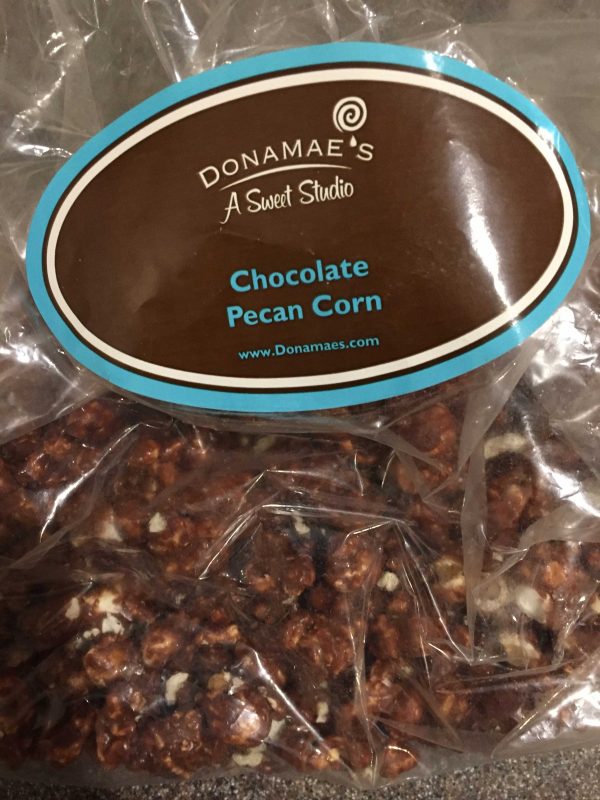 DONAMAE'S
A Sweet Studio
Chocolate
Pecan Corn
www.Donamaes.com